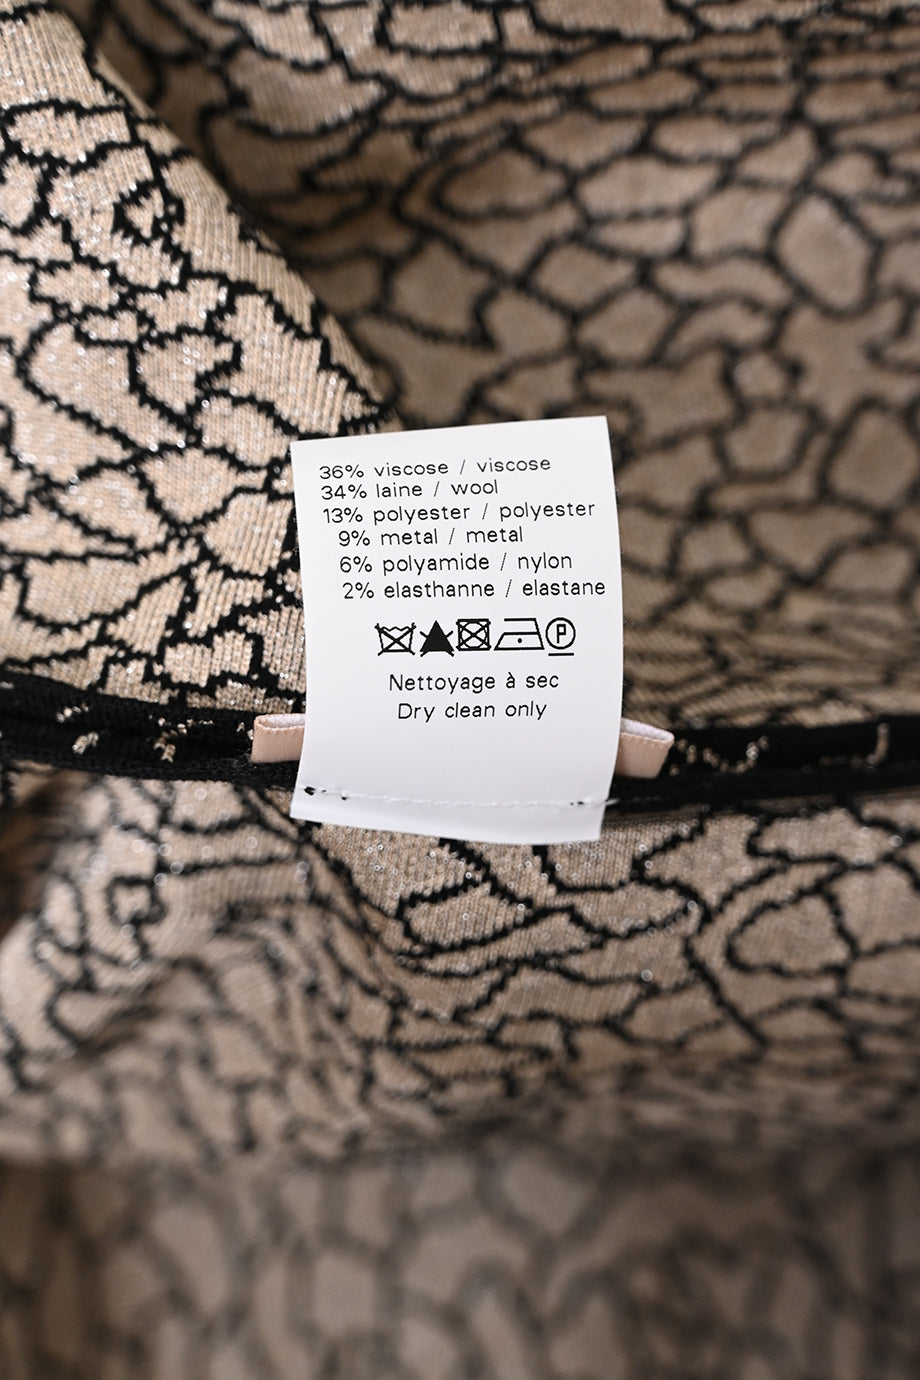 36% viscose / viscose
34% laine / wool
13% polyester / polyester
9% metal / metal
6% polyamide / nylon
2% elasthanne / elastane
P
Nettoyage à sec
Dry clean only